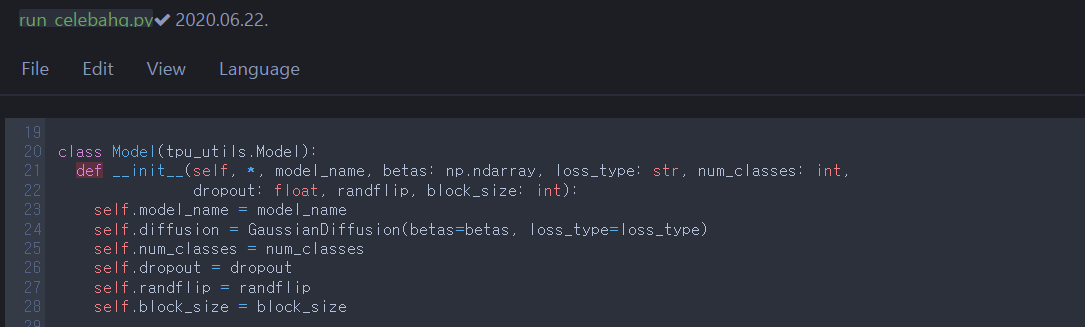 run_celebahq.py✔ 2020.06.22.
File Edit View Language
19
20 class Model(tpu_utils.Model):
21   def __init__(self, *, model_name, betas: np.ndarray, loss_type: str, num_classes: int,
22                dropout: float, randflip, block_size: int):
23     self.model_name = model_name
24     self.diffusion = GaussianDiffusion(betas=betas, loss_type=loss_type)
25     self.num_classes = num_classes
26     self.dropout = dropout
27     self.randflip = randflip
28     self.block_size = block_size
29